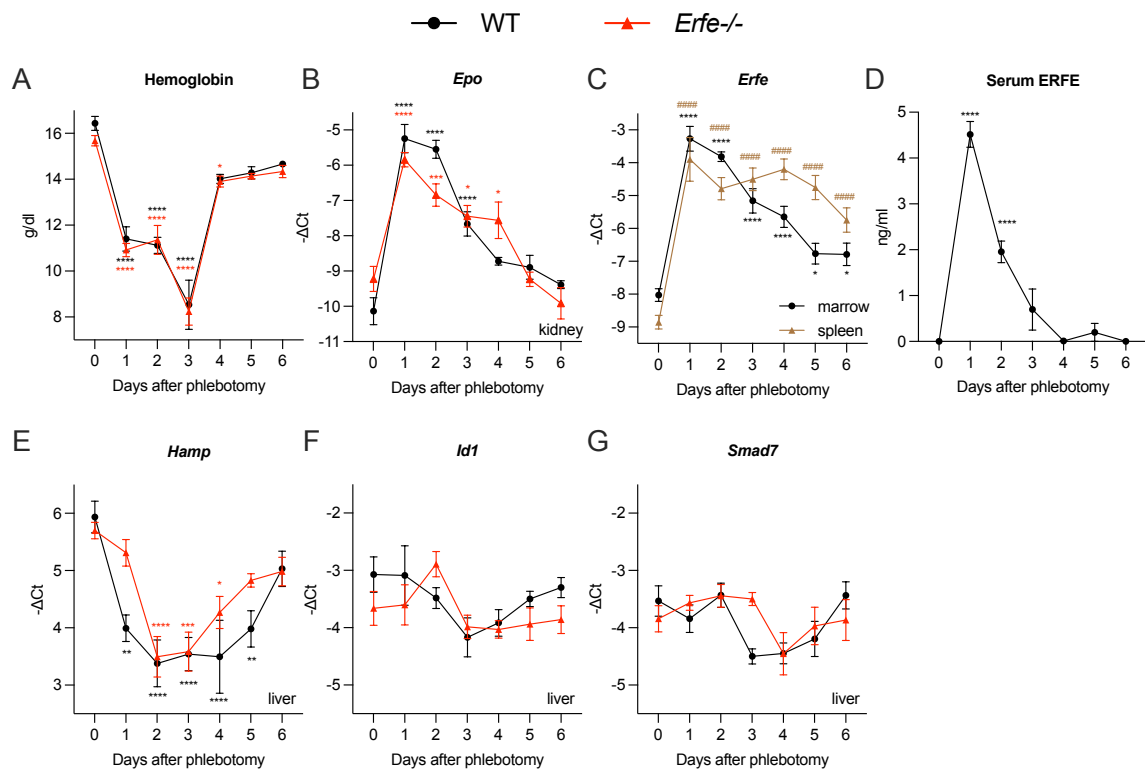 WT Erfe-/-
A Hemoglobin
g/dl
16
14
12
10
8
**** **** **** **** **** **** *
0 1 2 3 4 5 6
Days after phlebotomy
B Epo
-ΔCt
-4
-5
-6
-7
-8
-9
-10
-11
**** **** **** *** * **** *
kidney
0 1 2 3 4 5 6
Days after phlebotomy
C Erfe
-ΔCt
-3
-4
-5
-6
-7
-8
-9
#### **** #### **** #### #### #### ####
**** **** * *
marrow
spleen
0 1 2 3 4 5 6
Days after phlebotomy
D Serum ERFE
ng/ml
5
4
3
2
1
0
**** ****
0 1 2 3 4 5 6
Days after phlebotomy
E Hamp
-ΔCt
6
5
4
3
** **** **** *** **** * **** **
liver
0 1 2 3 4 5 6
Days after phlebotomy
F Id1
-ΔCt
-2
-3
-4
-5
liver
0 1 2 3 4 5 6
Days after phlebotomy
G Smad7
-ΔCt
-2
-3
-4
-5
liver
0 1 2 3 4 5 6
Days after phlebotomy